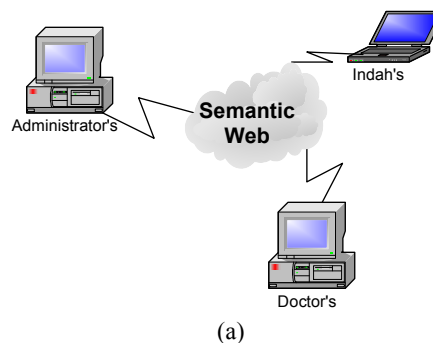 Indah's
Administrator's
Semantic
Web
Doctor's
(a)